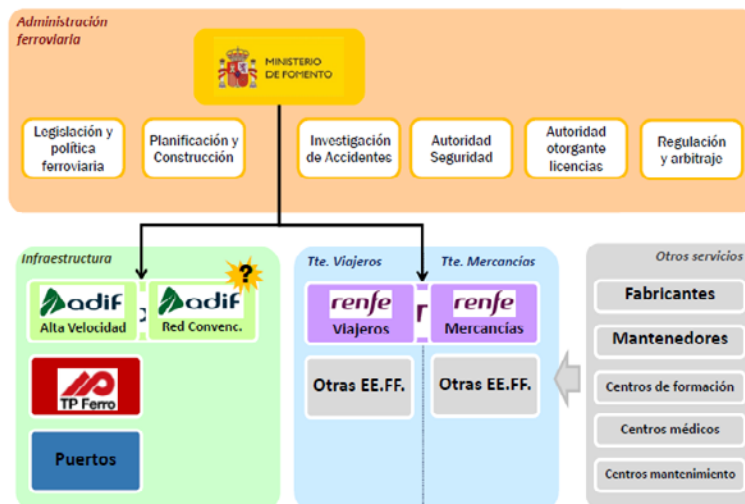 Administración
ferroviaria
MINISTERIO
DE FOMENTO
Legislación y
política
ferroviaria
Planificación y
Construcción
Investigación
de Accidentes
Autoridad
Seguridad
Autoridad
otorgante
licencias
Regulación
y arbitraje
Infraestructura
?
adif
Alta Velocidad
adif
Red Convenc.
TP Ferro
Puertos
Tte. Viajeros
Tte. Mercancías
renfe
Viajeros
r
renfe
Mercancías
Otras EE.FF.
Otras EE.FF.
Otros servicios
Fabricantes
Mantenedores
Centros de formación
Centros médicos
Centros mantenimiento